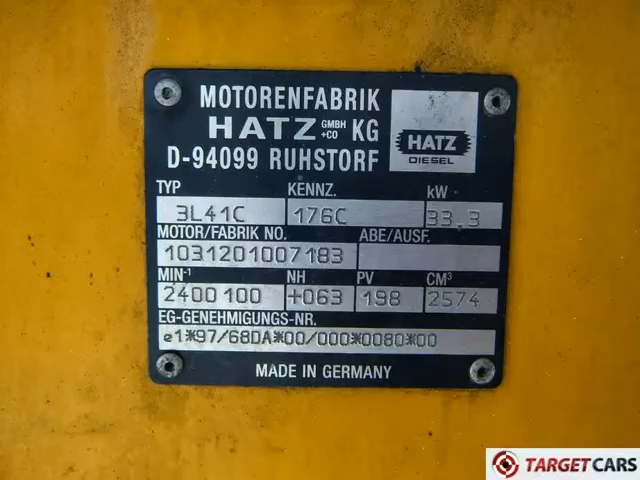 MOTORENFABRIK
HATZ GMBH +CO KG
D-94099 RUHSTORF
HATZ
DIESEL
TYP KENNZ. kW
3L41C 176C 33,3
MOTOR/FABRIK NO. ABE/AUSF.
1031201007183
MIN-¹ NH PV CM³
2400 100 +063 198 2574
EG-GENEHMIGUNGS-NR.
e1*97/68DA*00/000*0080*00
MADE IN GERMANY
TARGETCARS